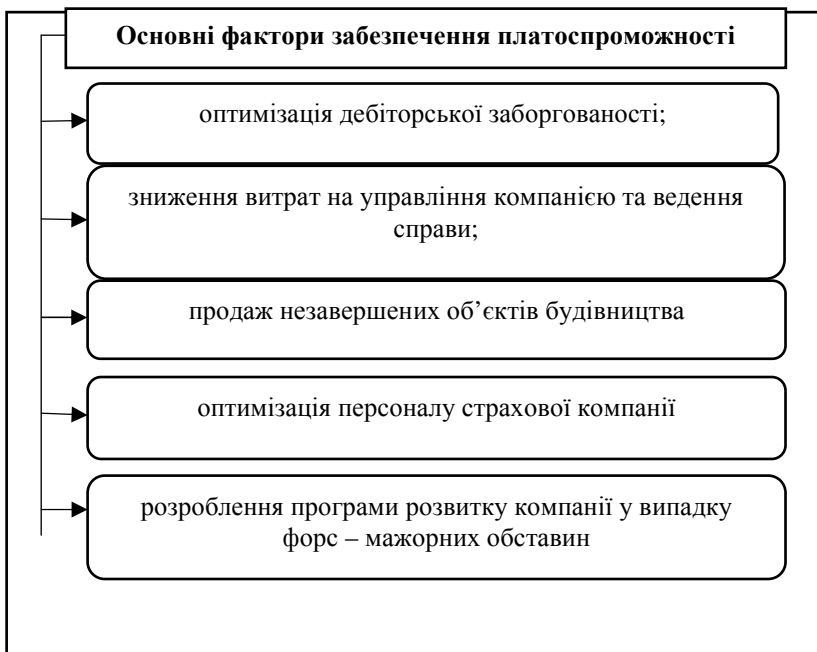 Основні фактори забезпечення платоспроможності
оптимізація дебіторської заборгованості;
зниження витрат на управління компанією та ведення
справи;
продаж незавершених об’єктів будівництва
оптимізація персоналу страхової компанії
розроблення програми розвитку компанії у випадку
форс – мажорних обставин